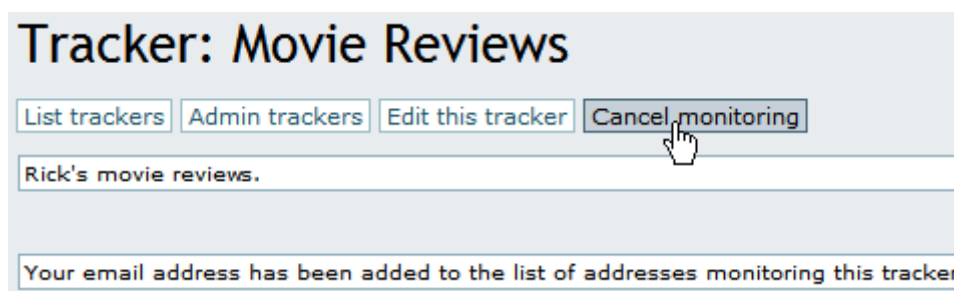 Tracker: Movie Reviews
List trackers Admin trackers Edit this tracker Cancel monitoring
Rick's movie reviews.
Your email address has been added to the list of addresses monitoring this tracker